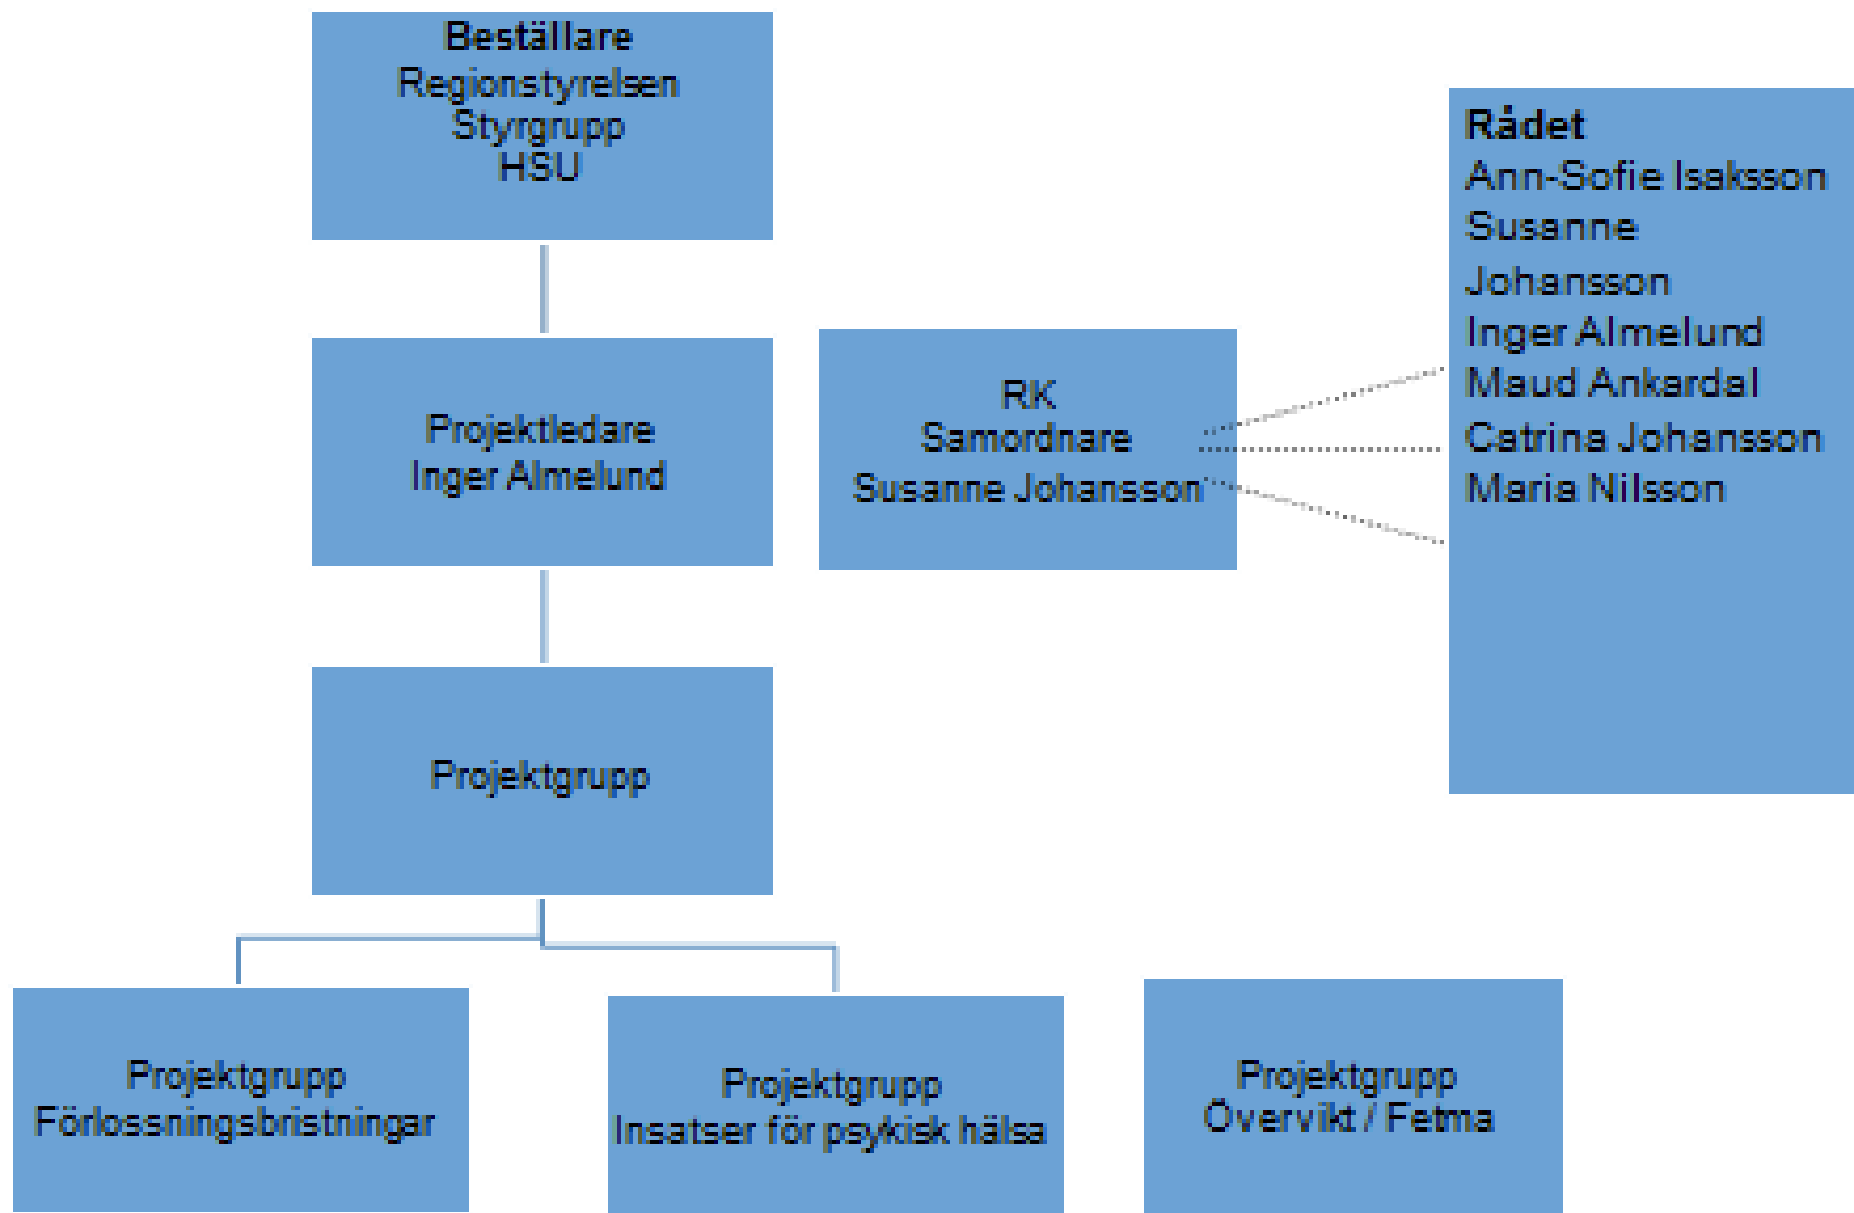 Beställare
Regionstyrelsen
Styrgrupp
HSU
Projektledare
Inger Almelund
RK
Samordnare
Susanne Johansson
Rådet
Ann-Sofie Isaksson
Susanne
Johansson
Inger Almelund
Maud Ankardal
Catrina Johansson
Maria Nilsson
Projektgrupp
Projektgrupp
Förlossningsbristningar
Projektgrupp
Insatser för psykisk hälsa
Projektgrupp
Övervikt / Fetma